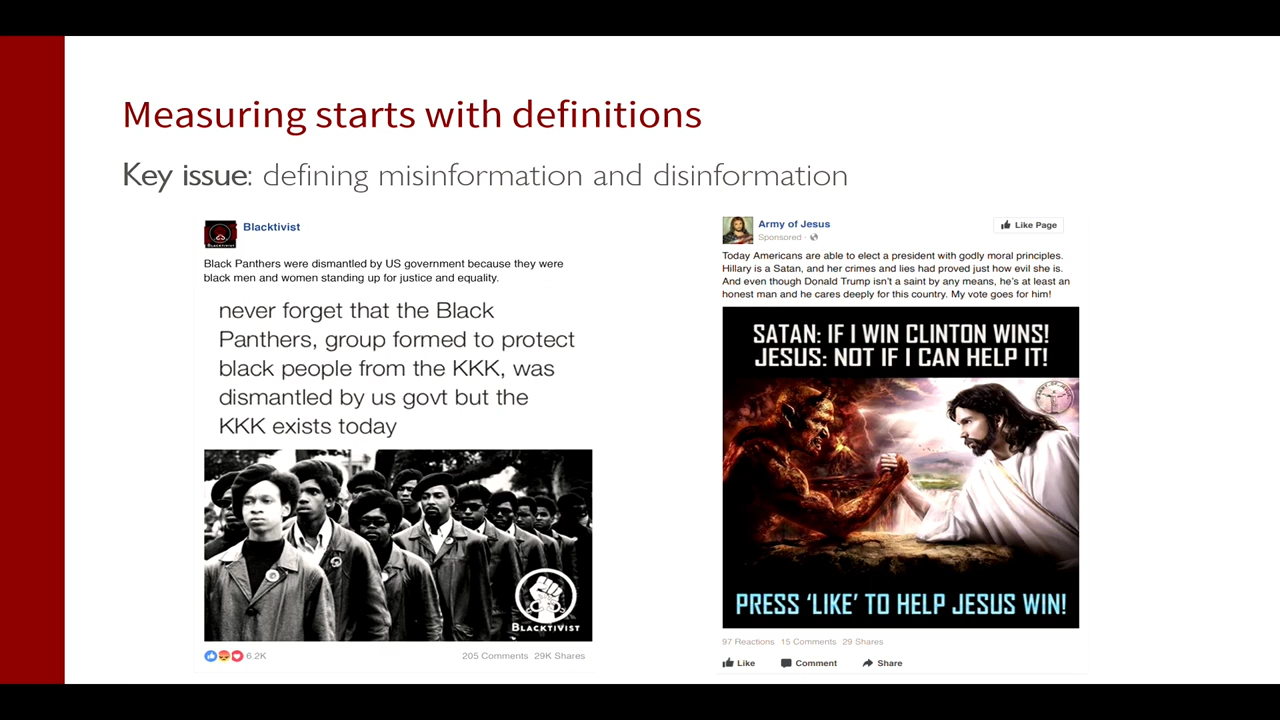 Measuring starts with definitions
Key issue: defining misinformation and disinformation
Blacktivist
Black Panthers were dismantled by US government because they were
black men and women standing up for justice and equality.
never forget that the Black
Panthers, group formed to protect
black people from the KKK, was
dismantled by us govt but the
KKK exists today
BLACKTIVIST
6.2K
205 Comments 29K Shares
Army of Jesus
Sponsored ·
Like Page
Today Americans are able to elect a president with godly moral principles.
Hillary is a Satan, and her crimes and lies had proved just how evil she is.
And even though Donald Trump isn't a saint by any means, he's at least an
honest man and he cares deeply for this country. My vote goes for him!
SATAN: IF I WIN CLINTON WINS!
JESUS: NOT IF I CAN HELP IT!
PRESS 'LIKE' TO HELP JESUS WIN!
97 Reactions 15 Comments 29 Shares
Like Comment Share